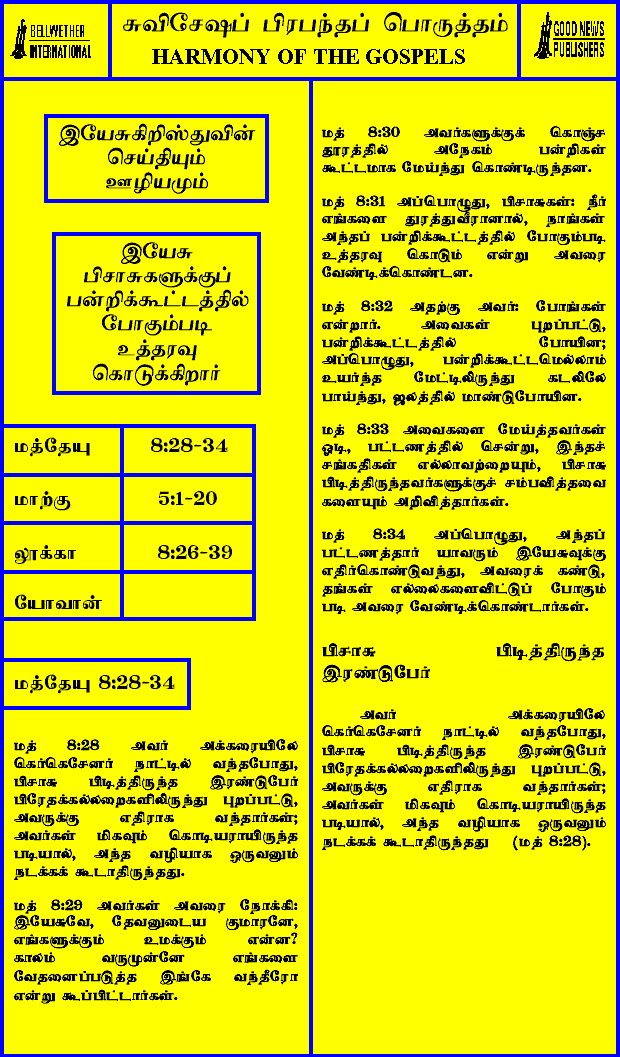 BELLWETHER
INTERNATIONAL
சுவிசேஷப் பிரபந்தப் பொருத்தம்
HARMONY OF THE GOSPELS
GOOD NEWS
PUBLISHERS
இயேசுகிறிஸ்துவின்
செய்தியும்
ஊழியமும்
இயேசு
பிசாசுகளுக்குப்
பன்றிக்கூட்டத்தில்
போகும்படி
உத்தரவு
கொடுக்கிறார்
மத்தேயு 8:28-34
மாற்கு 5:1-20
லூக்கா 8:26-39
யோவான்
மத்தேயு 8:28-34
மத் 8:28 அவர் அக்கரையிலே
கெர்கெசேனர் நாட்டில் வந்தபோது,
பிசாசு பிடித்திருந்த இரண்டுபேர்
பிரேதக்கல்லறைகளிலிருந்து புறப்பட்டு,
அவருக்கு எதிராக வந்தார்கள்;
அவர்கள் மிகவும் கொடியராயிருந்த
படியால், அந்த வழியாக ஒருவனும்
நடக்கக் கூடாதிருந்தது.
மத் 8:29 அவர்கள் அவரை நோக்கி:
இயேசுவே, தேவனுடைய குமாரனே,
எங்களுக்கும் உமக்கும் என்ன?
காலம் வருமுன்னே எங்களை
வேதனைப்படுத்த இங்கே வந்தீரோ
என்று கூப்பிட்டார்கள்.
மத் 8:30 அவர்களுக்குக் கொஞ்ச
தூரத்தில் அநேகம் பன்றிகள்
கூட்டமாக மேய்ந்து கொண்டிருந்தன.
மத் 8:31 அப்பொழுது, பிசாசுகள்: நீர்
எங்களை துரத்துவீரானால், நாங்கள்
அந்தப் பன்றிக்கூட்டத்தில் போகும்படி
உத்தரவு கொடும் என்று அவரை
வேண்டிக்கொண்டன.
மத் 8:32 அதற்கு அவர்: போங்கள்
என்றார். அவைகள் புறப்பட்டு,
பன்றிக்கூட்டத்தில் போயின;
அப்பொழுது, பன்றிக்கூட்டமெல்லாம்
உயர்ந்த மேட்டிலிருந்து கடலிலே
பாய்ந்து, ஜலத்தில் மாண்டுபோயின.
மத் 8:33 அவைகளை மேய்த்தவர்கள்
ஓடி, பட்டணத்தில் சென்று, இந்தச்
சங்கதிகள் எல்லாவற்றையும், பிசாசு
பிடித்திருந்தவர்களுக்குச் சம்பவித்தவை
களையும் அறிவித்தார்கள்.
மத் 8:34 அப்பொழுது, அந்தப்
பட்டணத்தார் யாவரும் இயேசுவுக்கு
எதிர்கொண்டுவந்து, அவரைக் கண்டு,
தங்கள் எல்லைகளைவிட்டுப் போகும்
படி அவரை வேண்டிக்கொண்டார்கள்.
பிசாசு பிடித்திருந்த
இரண்டுபேர்
அவர் அக்கரையிலே
கெர்கெசேனர் நாட்டில் வந்தபோது,
பிசாசு பிடித்திருந்த இரண்டுபேர்
பிரேதக்கல்லறைகளிலிருந்து புறப்பட்டு,
அவருக்கு எதிராக வந்தார்கள்;
அவர்கள் மிகவும் கொடியராயிருந்த
படியால், அந்த வழியாக ஒருவனும்
நடக்கக் கூடாதிருந்தது (மத் 8:28).